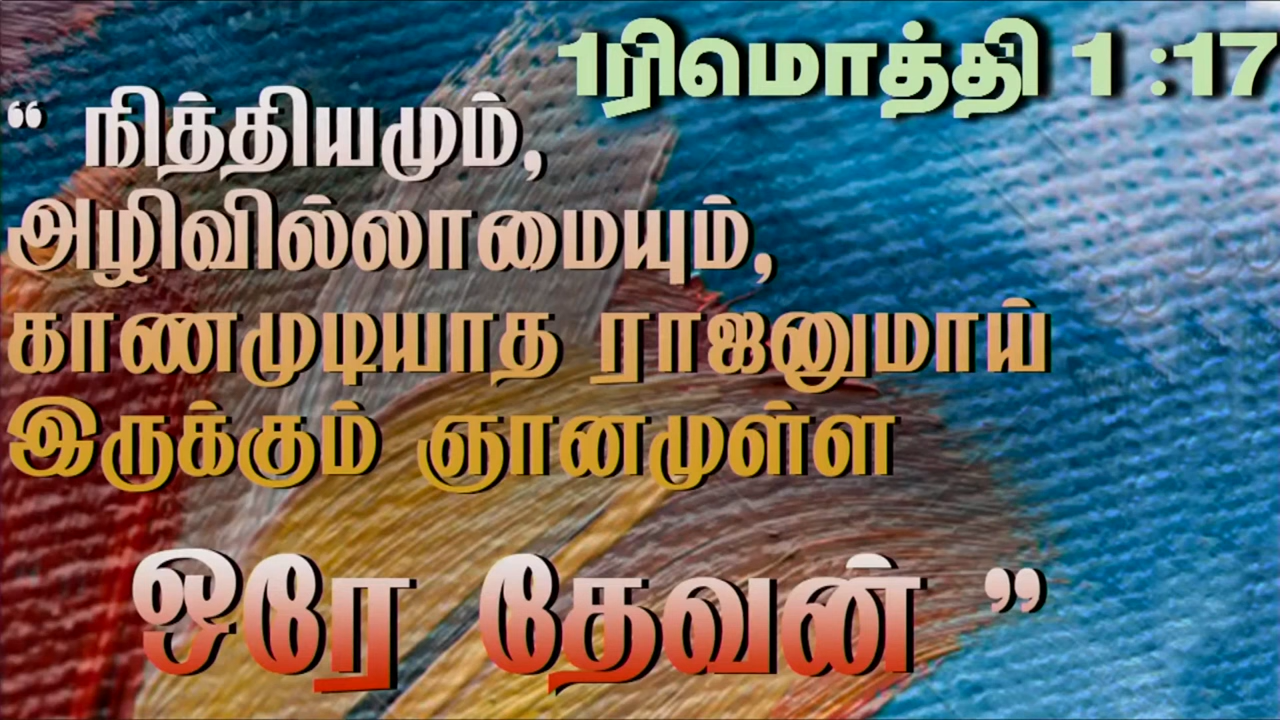 1ரிமொத்தி 1 :17
“ நித்தியமும்,
அழிவில்லாமையும்,
காணமுடியாத ராஜனுமாய்
இருக்கும் ஞானமுள்ள
ஒரே தேவன் ”